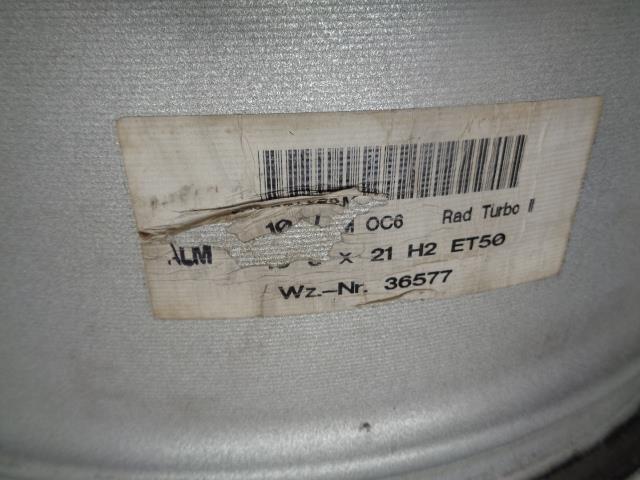 OC6 Rad Turbo II
ALM x 21 H2 ET50
Wz.-Nr. 36577